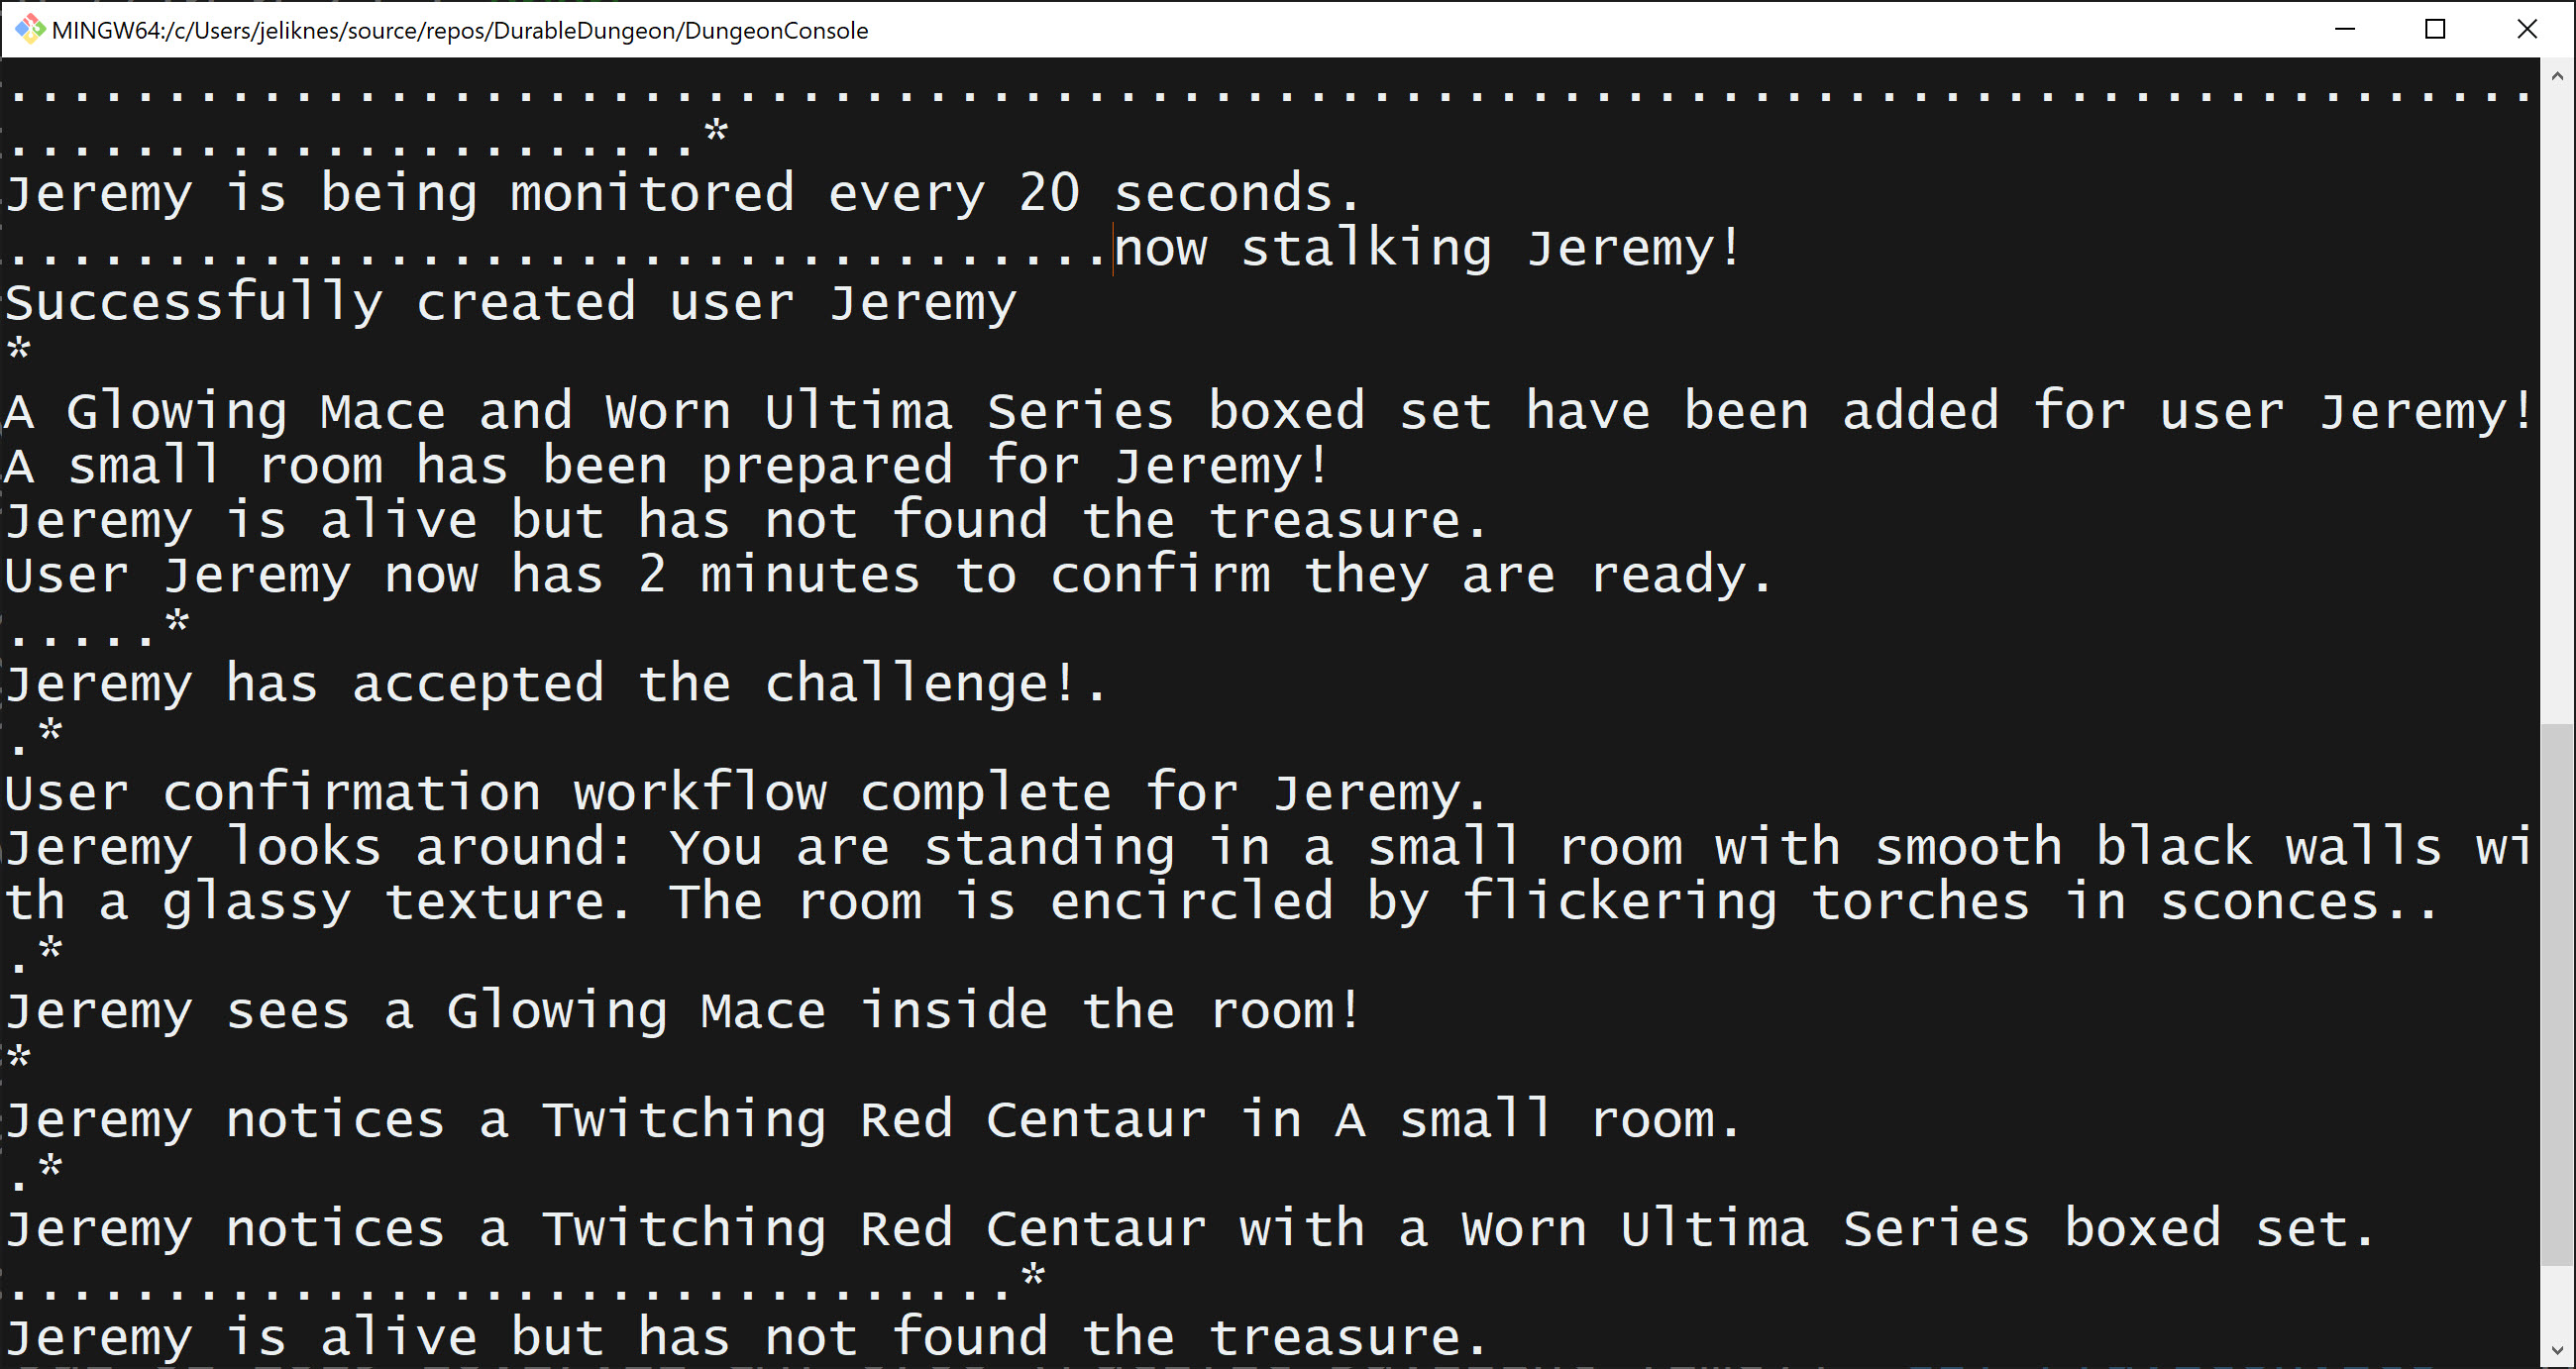 MINGW64:/c/Users/jeliknes/source/repos/DurableDungeon/DungeonConsole
................................................................................
......................*
Jeremy is being monitored every 20 seconds.
...................................now stalking Jeremy!
Successfully created user Jeremy
*
A Glowing Mace and Worn Ultima Series boxed set have been added for user Jeremy!
A small room has been prepared for Jeremy!
Jeremy is alive but has not found the treasure.
User Jeremy now has 2 minutes to confirm they are ready.
.....*
Jeremy has accepted the challenge!.
.*
User confirmation workflow complete for Jeremy.
Jeremy looks around: You are standing in a small room with smooth black walls wi
th a glassy texture. The room is encircled by flickering torches in sconces..
.*
Jeremy sees a Glowing Mace inside the room!
*
Jeremy notices a Twitching Red Centaur in A small room.
.*
Jeremy notices a Twitching Red Centaur with a Worn Ultima Series boxed set.
................................*
Jeremy is alive but has not found the treasure.